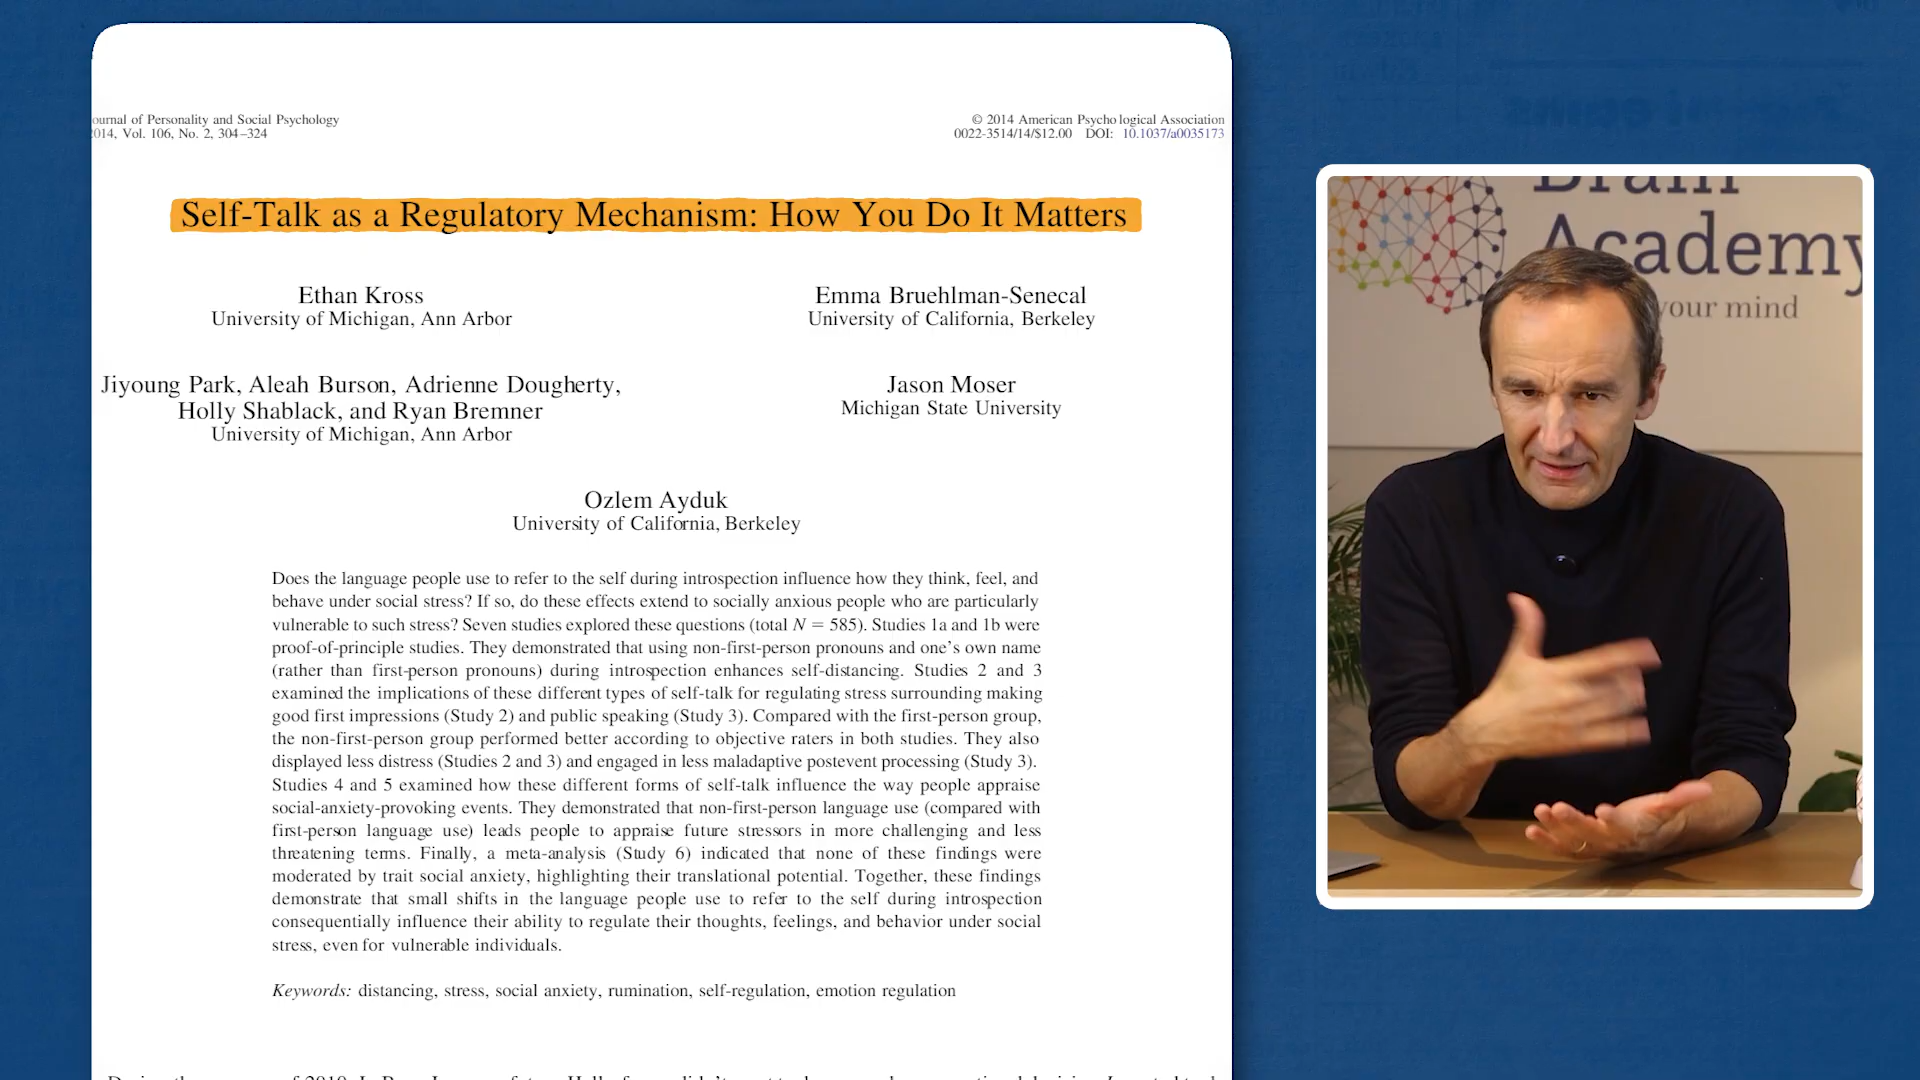 ournal of Personality and Social Psychology
014, Vol. 106, No. 2, 304–324
© 2014 American Psychological Association
0022-3514/14/$12.00 DOI: 10.1037/a0035173
Self-Talk as a Regulatory Mechanism: How You Do It Matters
Ethan Kross
University of Michigan, Ann Arbor
Emma Bruehlman-Senecal
University of California, Berkeley
Jiyoung Park, Aleah Burson, Adrienne Dougherty,
Holly Shablack, and Ryan Bremner
University of Michigan, Ann Arbor
Jason Moser
Michigan State University
Ozlem Ayduk
University of California, Berkeley
Does the language people use to refer to the self during introspection influence how they think, feel, and
behave under social stress? If so, do these effects extend to socially anxious people who are particularly
vulnerable to such stress? Seven studies explored these questions (total N = 585). Studies 1a and 1b were
proof-of-principle studies. They demonstrated that using non-first-person pronouns and one's own name
(rather than first-person pronouns) during introspection enhances self-distancing. Studies 2 and 3
examined the implications of these different types of self-talk for regulating stress surrounding making
good first impressions (Study 2) and public speaking (Study 3). Compared with the first-person group,
the non-first-person group performed better according to objective raters in both studies. They also
displayed less distress (Studies 2 and 3) and engaged in less maladaptive postevent processing (Study 3).
Studies 4 and 5 examined how these different forms of self-talk influence the way people appraise
social-anxiety-provoking events. They demonstrated that non-first-person language use (compared with
first-person language use) leads people to appraise future stressors in more challenging and less
threatening terms. Finally, a meta-analysis (Study 6) indicated that none of these findings were
moderated by trait social anxiety, highlighting their translational potential. Together, these findings
demonstrate that small shifts in the language people use to refer to the self during introspection
consequentially influence their ability to regulate their thoughts, feelings, and behavior under social
stress, even for vulnerable individuals.
Keywords: distancing, stress, social anxiety, rumination, self-regulation, emotion regulation
Brain
Academy
your mind